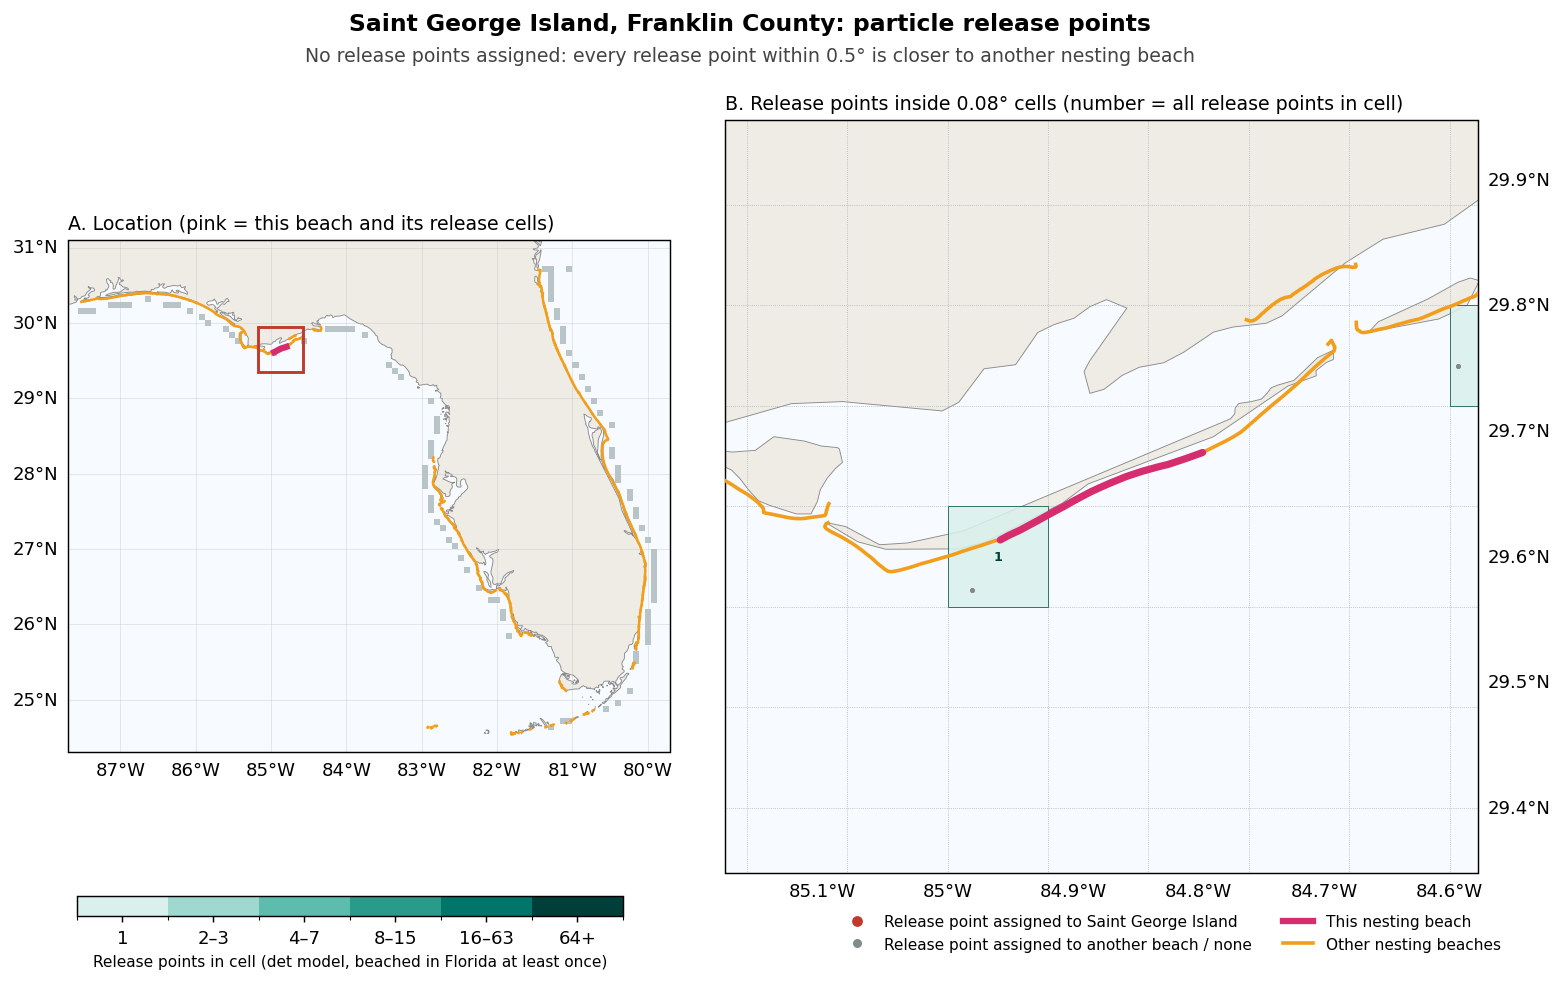 Saint George Island, Franklin County: particle release points
No release points assigned: every release point within 0.5° is closer to another nesting beach
A. Location (pink = this beach and its release cells)
31°N
30°N
29°N
28°N
27°N
26°N
25°N
87°W 86°W 85°W 84°W 83°W 82°W 81°W 80°W
B. Release points inside 0.08° cells (number = all release points in cell)
1
29.9°N
29.8°N
29.7°N
29.6°N
29.5°N
29.4°N
85.1°W 85°W 84.9°W 84.8°W 84.7°W 84.6°W
1 2–3 4–7 8–15 16–63 64+
Release points in cell (det model, beached in Florida at least once)
Release point assigned to Saint George Island
Release point assigned to another beach / none
This nesting beach
Other nesting beaches